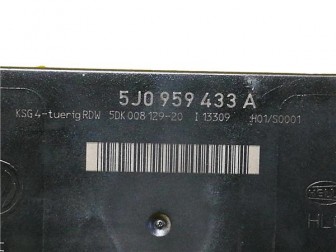 5J0 959 433 A
KSG 4-tuerig RDW 5DK 008 129-20 I 13309 H01/S0001